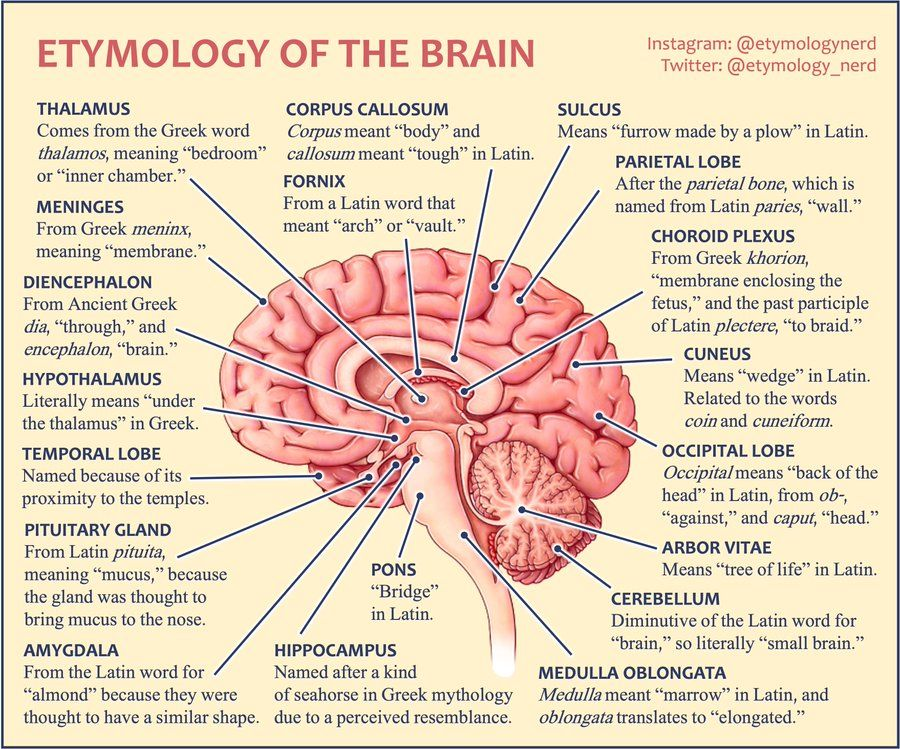 ETYMOLOGY OF THE BRAIN
Instagram: @etymologynerd
Twitter: @etymology_nerd
THALAMUS
Comes from the Greek word
thalamos, meaning “bedroom”
or “inner chamber.”
MENINGES
From Greek meninx,
meaning “membrane.”
DIENCEPHALON
From Ancient Greek
dia, “through,” and
encephalon, “brain.”
HYPOTHALAMUS
Literally means “under
the thalamus” in Greek.
TEMPORAL LOBE
Named because of its
proximity to the temples.
PITUITARY GLAND
From Latin pituita,
meaning “mucus,” because
the gland was thought to
bring mucus to the nose.
AMYGDALA
From the Latin word for
“almond” because they were
thought to have a similar shape.
CORPUS CALLOSUM
Corpus meant “body” and
callosum meant “tough” in Latin.
FORNIX
From a Latin word that
meant “arch” or “vault.”
PONS
“Bridge”
in Latin.
HIPPOCAMPUS
Named after a kind
of seahorse in Greek mythology
due to a perceived resemblance.
SULCUS
Means “furrow made by a plow” in Latin.
PARIETAL LOBE
After the parietal bone, which is
named from Latin paries, “wall.”
CHOROID PLEXUS
From Greek khorion,
“membrane enclosing the
fetus,” and the past participle
of Latin plectere, “to braid.”
CUNEUS
Means “wedge” in Latin.
Related to the words
coin and cuneiform.
OCCIPITAL LOBE
Occipital means “back of the
head” in Latin, from ob-,
“against,” and caput, “head.”
ARBOR VITAE
Means “tree of life” in Latin.
CEREBELLUM
Diminutive of the Latin word for
“brain,” so literally “small brain.”
MEDULLA OBLONGATA
Medulla meant “marrow” in Latin, and
oblongata translates to “elongated.”